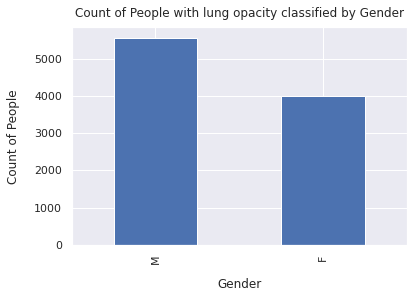 Count of People with lung opacity classified by Gender
Count of People
5000
4000
3000
2000
1000
0
M
F
Gender